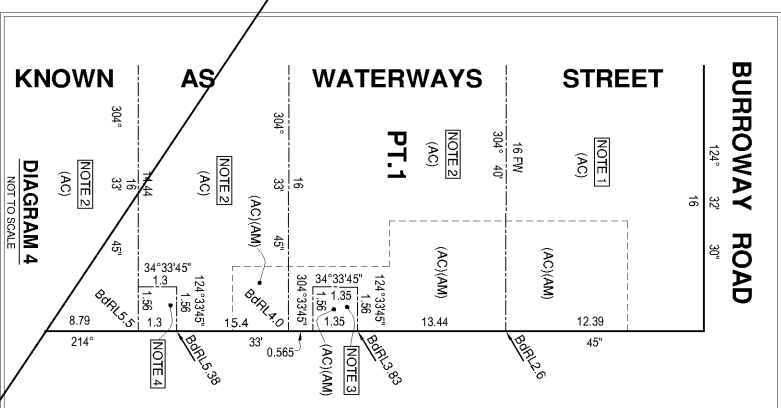 KNOWN AS WATERWAYS STREET
BURROWAY ROAD
124° 32' 30"
16
304° 33' 45"
16
14.44
304° 33' 45"
16
304° 40'
16 FW
NOTE 1
(AC)
NOTE 2
(AC)
PT.1
NOTE 2
(AC)
NOTE 2
(AC)
DIAGRAM 4
NOT TO SCALE
(AC)(AM)
(AC)(AM)
(AC)(AM)
34°33'45"
1.3
1.56
1.56
124°33'45"
1.3
BdRL5.5
BdRL4.0
304°33'45"
34°33'45"
1.35
1.56
1.56
124°33'45"
1.35
8.79
15.4
13.44
12.39
214° 33' 45"
0.565
NOTE 4
BdRL5.38
(AC)(AM)
NOTE 3
BdRL3.83
BdRL2.6